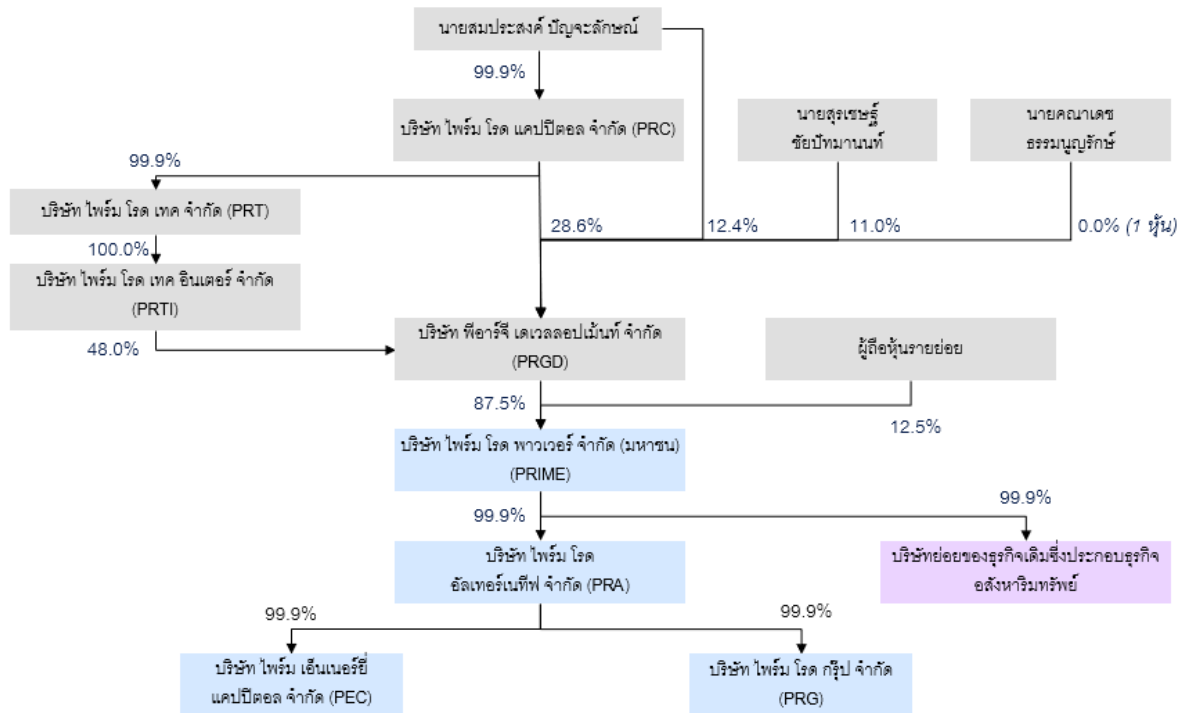 นายสมประสงค์ ปัญจะลักษณ์
99.9%
บริษัท ไพร์ม โรด แคปปิตอล จำกัด (PRC)
นายสุรเชษฐ์
ชัยปัทมานนท์
นายคณาเดช
ธรรมนูญรักษ์
99.9%
บริษัท ไพร์ม โรด เทค จำกัด (PRT)
28.6%
12.4%
11.0%
0.0% (1 หุ้น)
100.0%
บริษัท ไพร์ม โรด เทค อินเตอร์ จำกัด
(PRTI)
48.0%
บริษัท พีอาร์จี เดเวลลอปเม้นท์ จำกัด
(PRGD)
ผู้ถือหุ้นรายย่อย
87.5%
12.5%
บริษัท ไพร์ม โรด พาวเวอร์ จำกัด (มหาชน)
(PRIME)
99.9%
99.9%
บริษัท ไพร์ม โรด
อัลเทอร์เนทีฟ จำกัด (PRA)
บริษัทย่อยของธุรกิจเดิมซึ่งประกอบธุรกิจ
อสังหาริมทรัพย์
99.9%
99.9%
บริษัท ไพร์ม เอ็นเนอร์ยี่
แคปปิตอล จำกัด (PEC)
บริษัท ไพร์ม โรด กรุ๊ป จำกัด
(PRG)